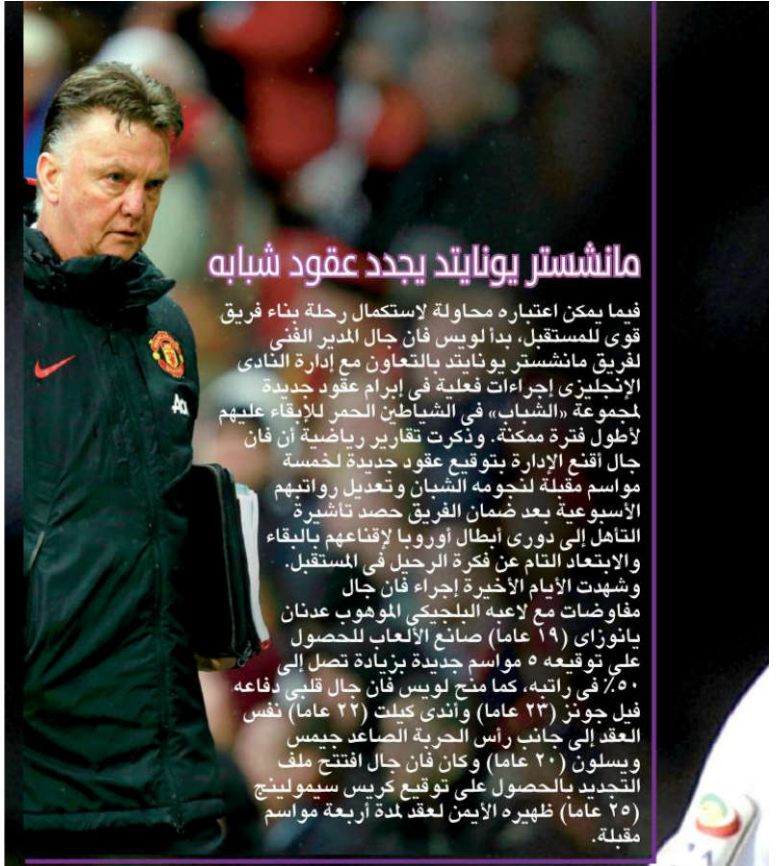 مانشستر يونايتد يجدد عقود شبابه
فيما يمكن اعتباره محاولة لاستكمال رحلة بناء فريق
قوى للمستقبل، بدأ لويس فان جال المدير الفنى
لفريق مانشستر يونايتد بالتعاون مع إدارة النادى
الإنجليزى إجراءات فعلية فى إبرام عقود جديدة
لمجموعة «الشباب» فى الشياطين الحمر للإبقاء عليهم
لأطول فترة ممكنة. وذكرت تقارير رياضية أن فان
جال أقنع الإدارة بتوقيع عقود جديدة لخمسة
مواسم مقبلة لنجومه الشبان وتعديل رواتبهم
الأسبوعية بعد ضمان الفريق حصد تأشيرة
التأهل إلى دورى أبطال أوروبا لإقناعهم بالبقاء
والابتعاد التام عن فكرة الرحيل فى المستقبل.
وشهدت الأيام الأخيرة إجراء فان جال
مفاوضات مع لاعبه البلجيكى الموهوب عدنان
يانوزاى (١٩ عاما) صانع الألعاب للحصول
على توقيعه ٥ مواسم جديدة بزيادة تصل إلى
٥٠٪ فى راتبه، كما منح لويس فان جال قلبى دفاعه
فيل جونز (٢٣ عاما) وأندى كيلت (٢٢ عاما) نفس
العقد إلى جانب رأس الحربة الصاعد جيمس
ويسلون (٢٠ عاما) وكان فان جال افتتح ملف
التجديد بالحصول على توقيع كريس سيمولينج
(٢٥ عاما) ظهيره الأيمن لعقد لمدة أربعة مواسم
مقبلة.